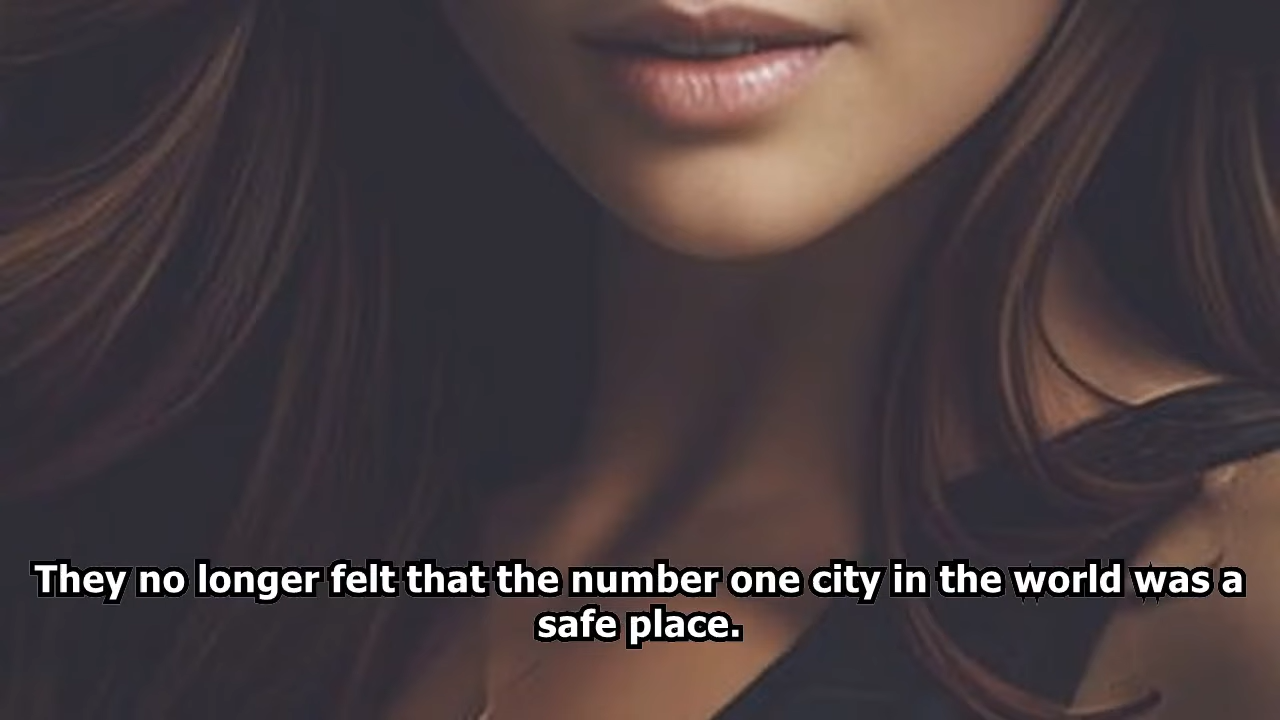 They no longer felt that the number one city in the world was a
safe place.